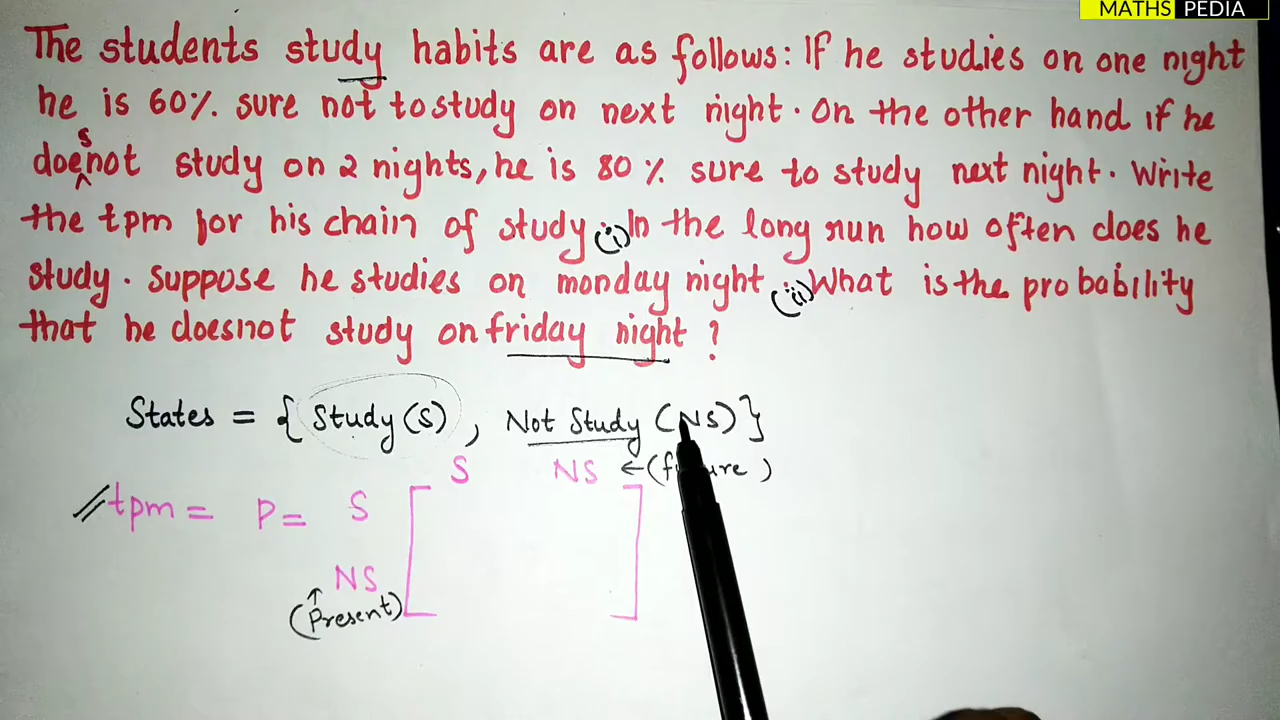 MATHS PEDIA
The students study habits are as follows: If he studies on one night
he is 60%. sure not to study on next night. On the other hand if he
does not study on 2 nights, he is 80 % sure to study next night. Write
the tpm for his chain of study. (i) In the long run how often does he
study. Suppose he studies on monday night. (ii) What is the probability
that he doesnot study on friday night ?
States = { Study (S) , Not Study (NS) }
S NS ← ( )
tpm = P = S
NS
↑
(Present)